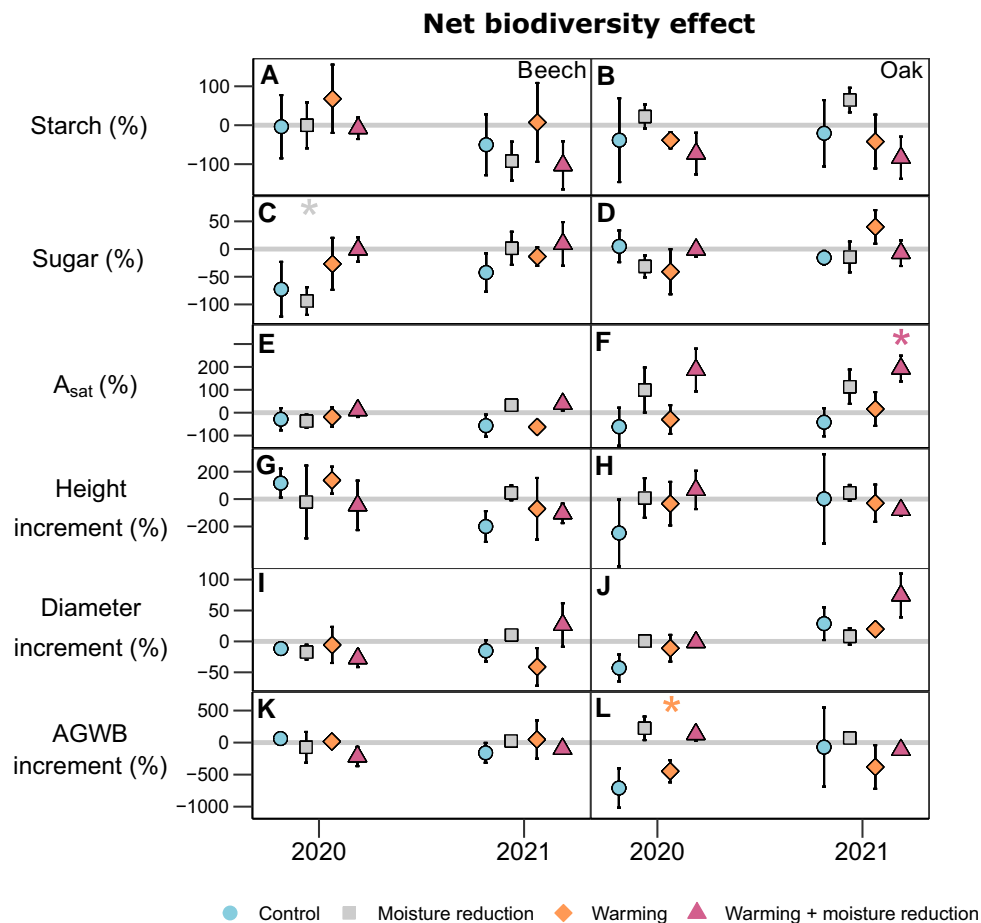 Net biodiversity effect
A Beech B Oak
Starch (%)
100
0
−100
C * D
Sugar (%)
50
0
−50
−100
E F *
Asat (%)
200
100
0
−100
G H
Height
increment (%)
200
0
−200
I J
Diameter
increment (%)
100
50
0
−50
K L *
AGWB
increment (%)
500
0
−500
−1000
2020 2021 2020 2021
Control Moisture reduction Warming Warming + moisture reduction